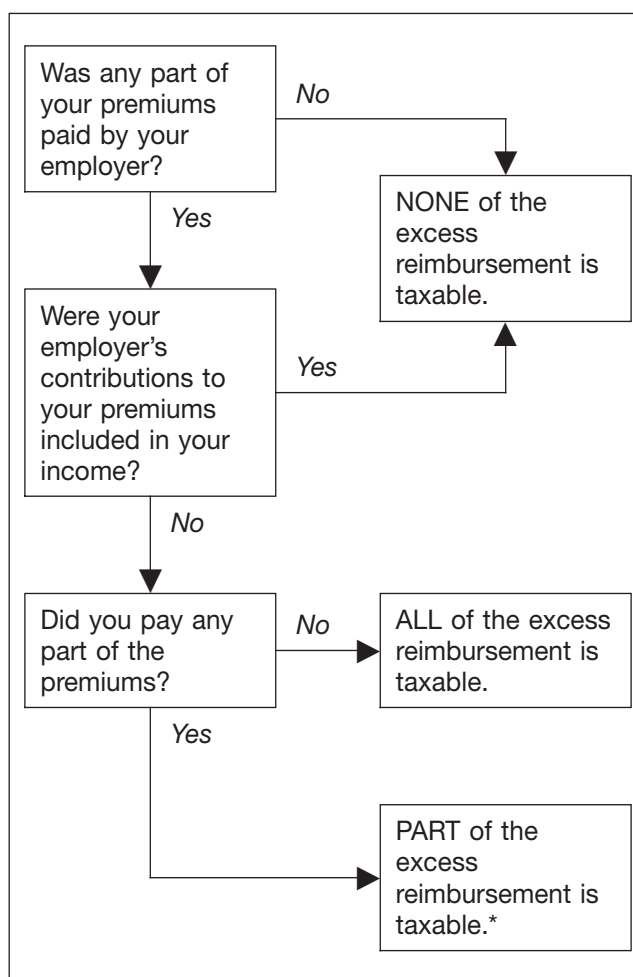 Was any part of
your premiums
paid by your
employer?
No
Yes
NONE of the
excess
reimbursement is
taxable.
Were your
employer’s
contributions to
your premiums
included in your
income?
Yes
No
Did you pay any
part of the
premiums?
No
ALL of the excess
reimbursement is
taxable.
Yes
PART of the
excess
reimbursement is
taxable.*